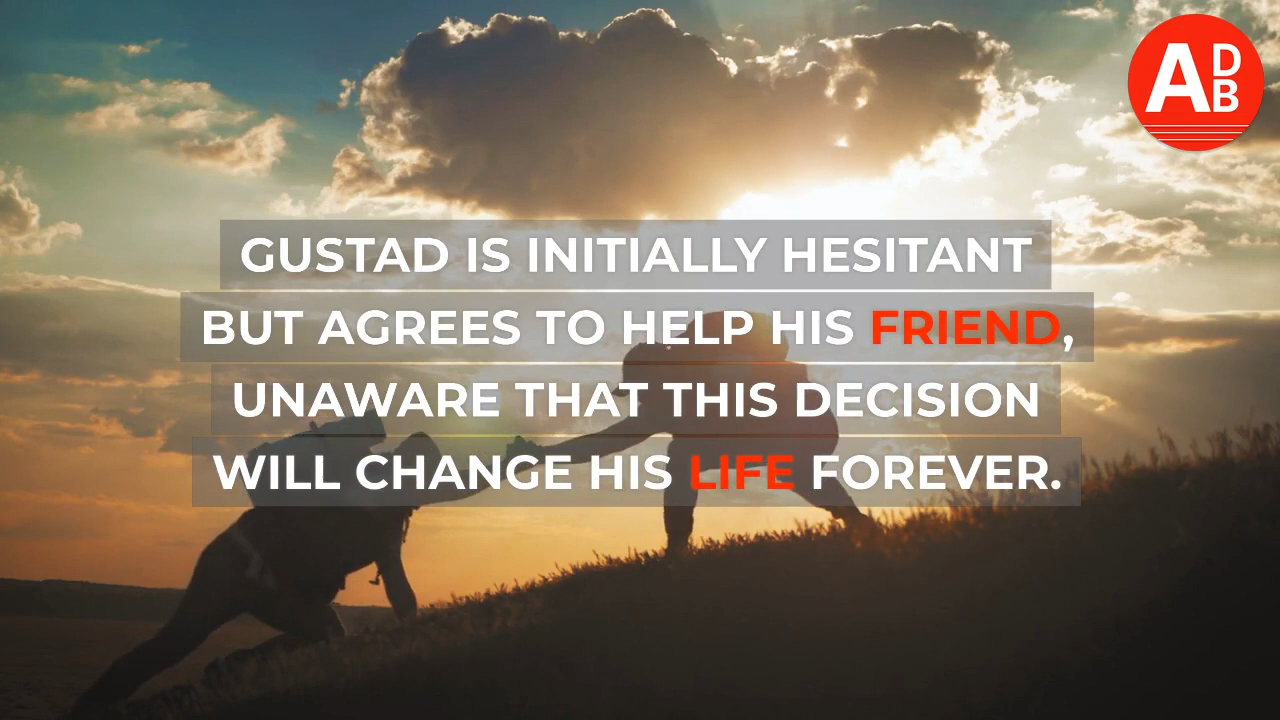 ADB
GUSTAD IS INITIALLY HESITANT
BUT AGREES TO HELP HIS FRIEND,
UNAWARE THAT THIS DECISION
WILL CHANGE HIS LIFE FOREVER.